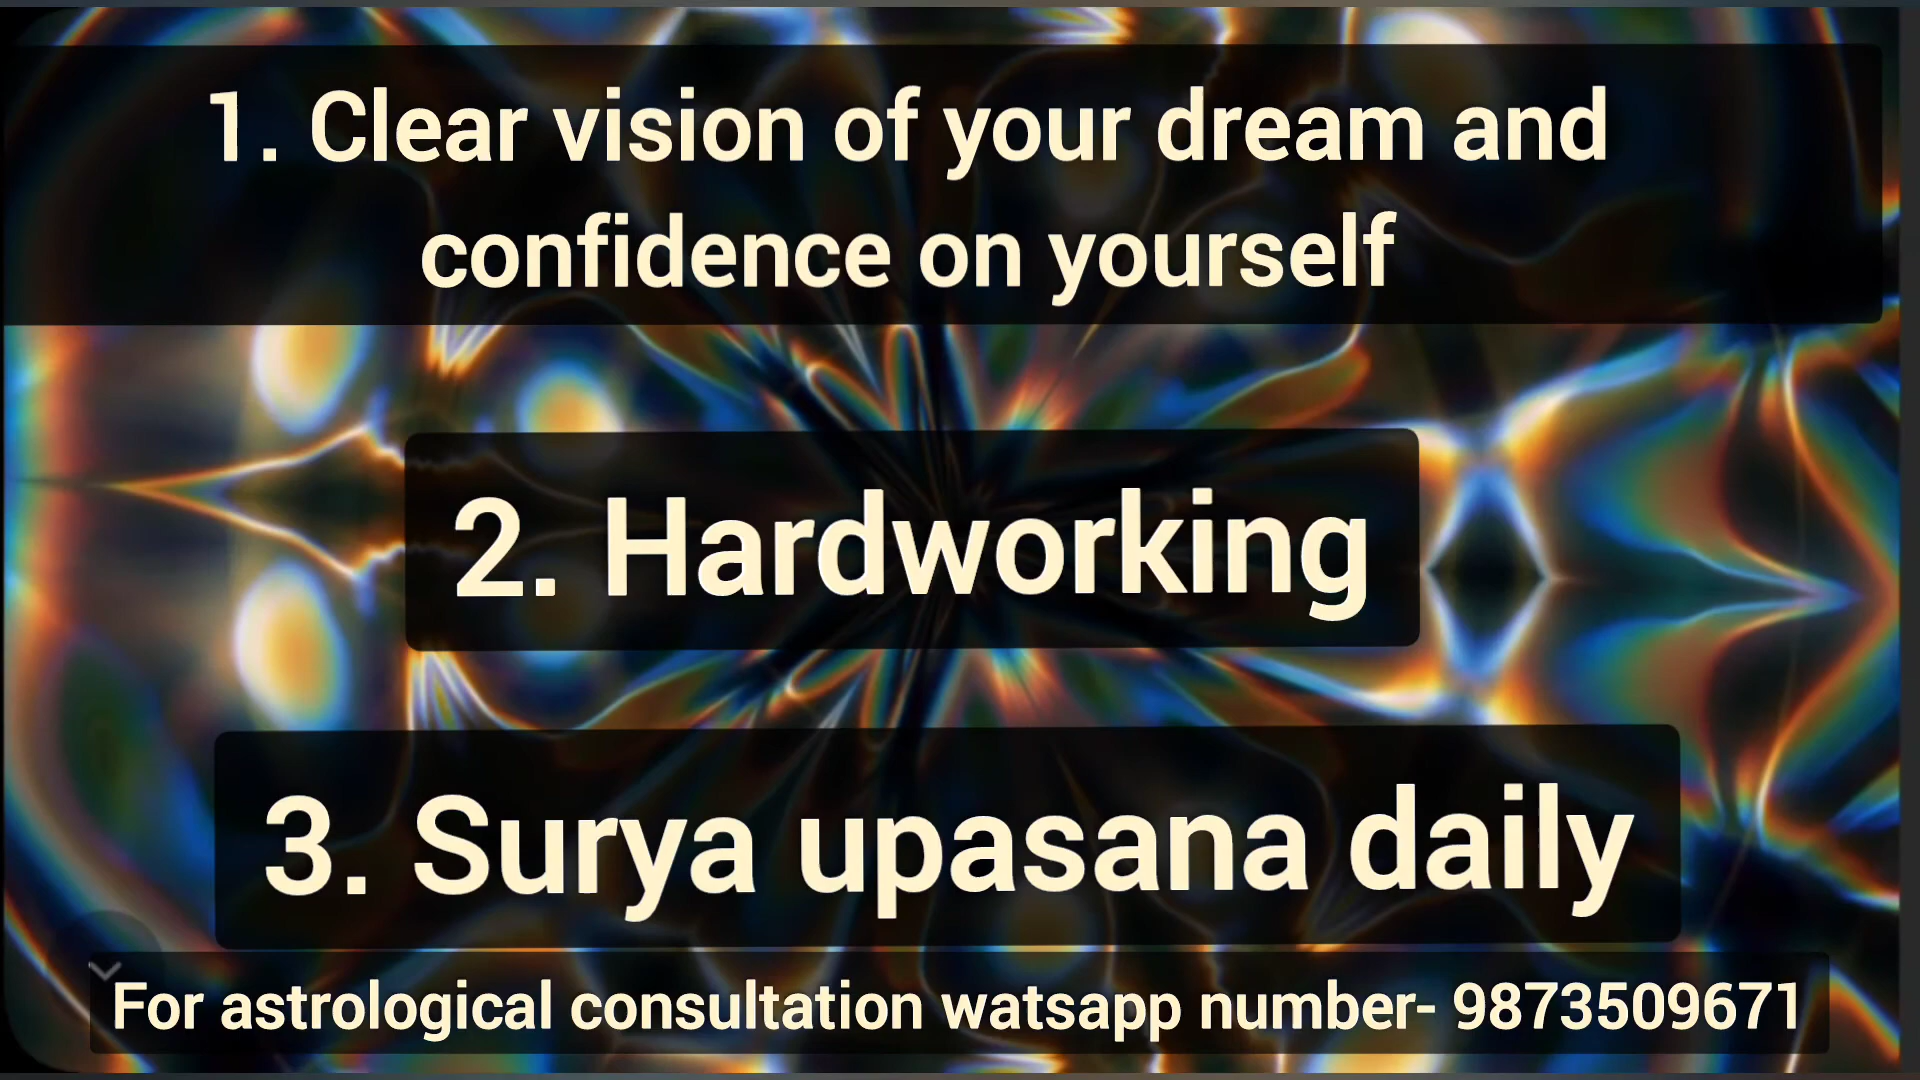 1. Clear vision of your dream and
confidence on yourself
2. Hardworking
3. Surya upasana daily
For astrological consultation watsapp number- 9873509671